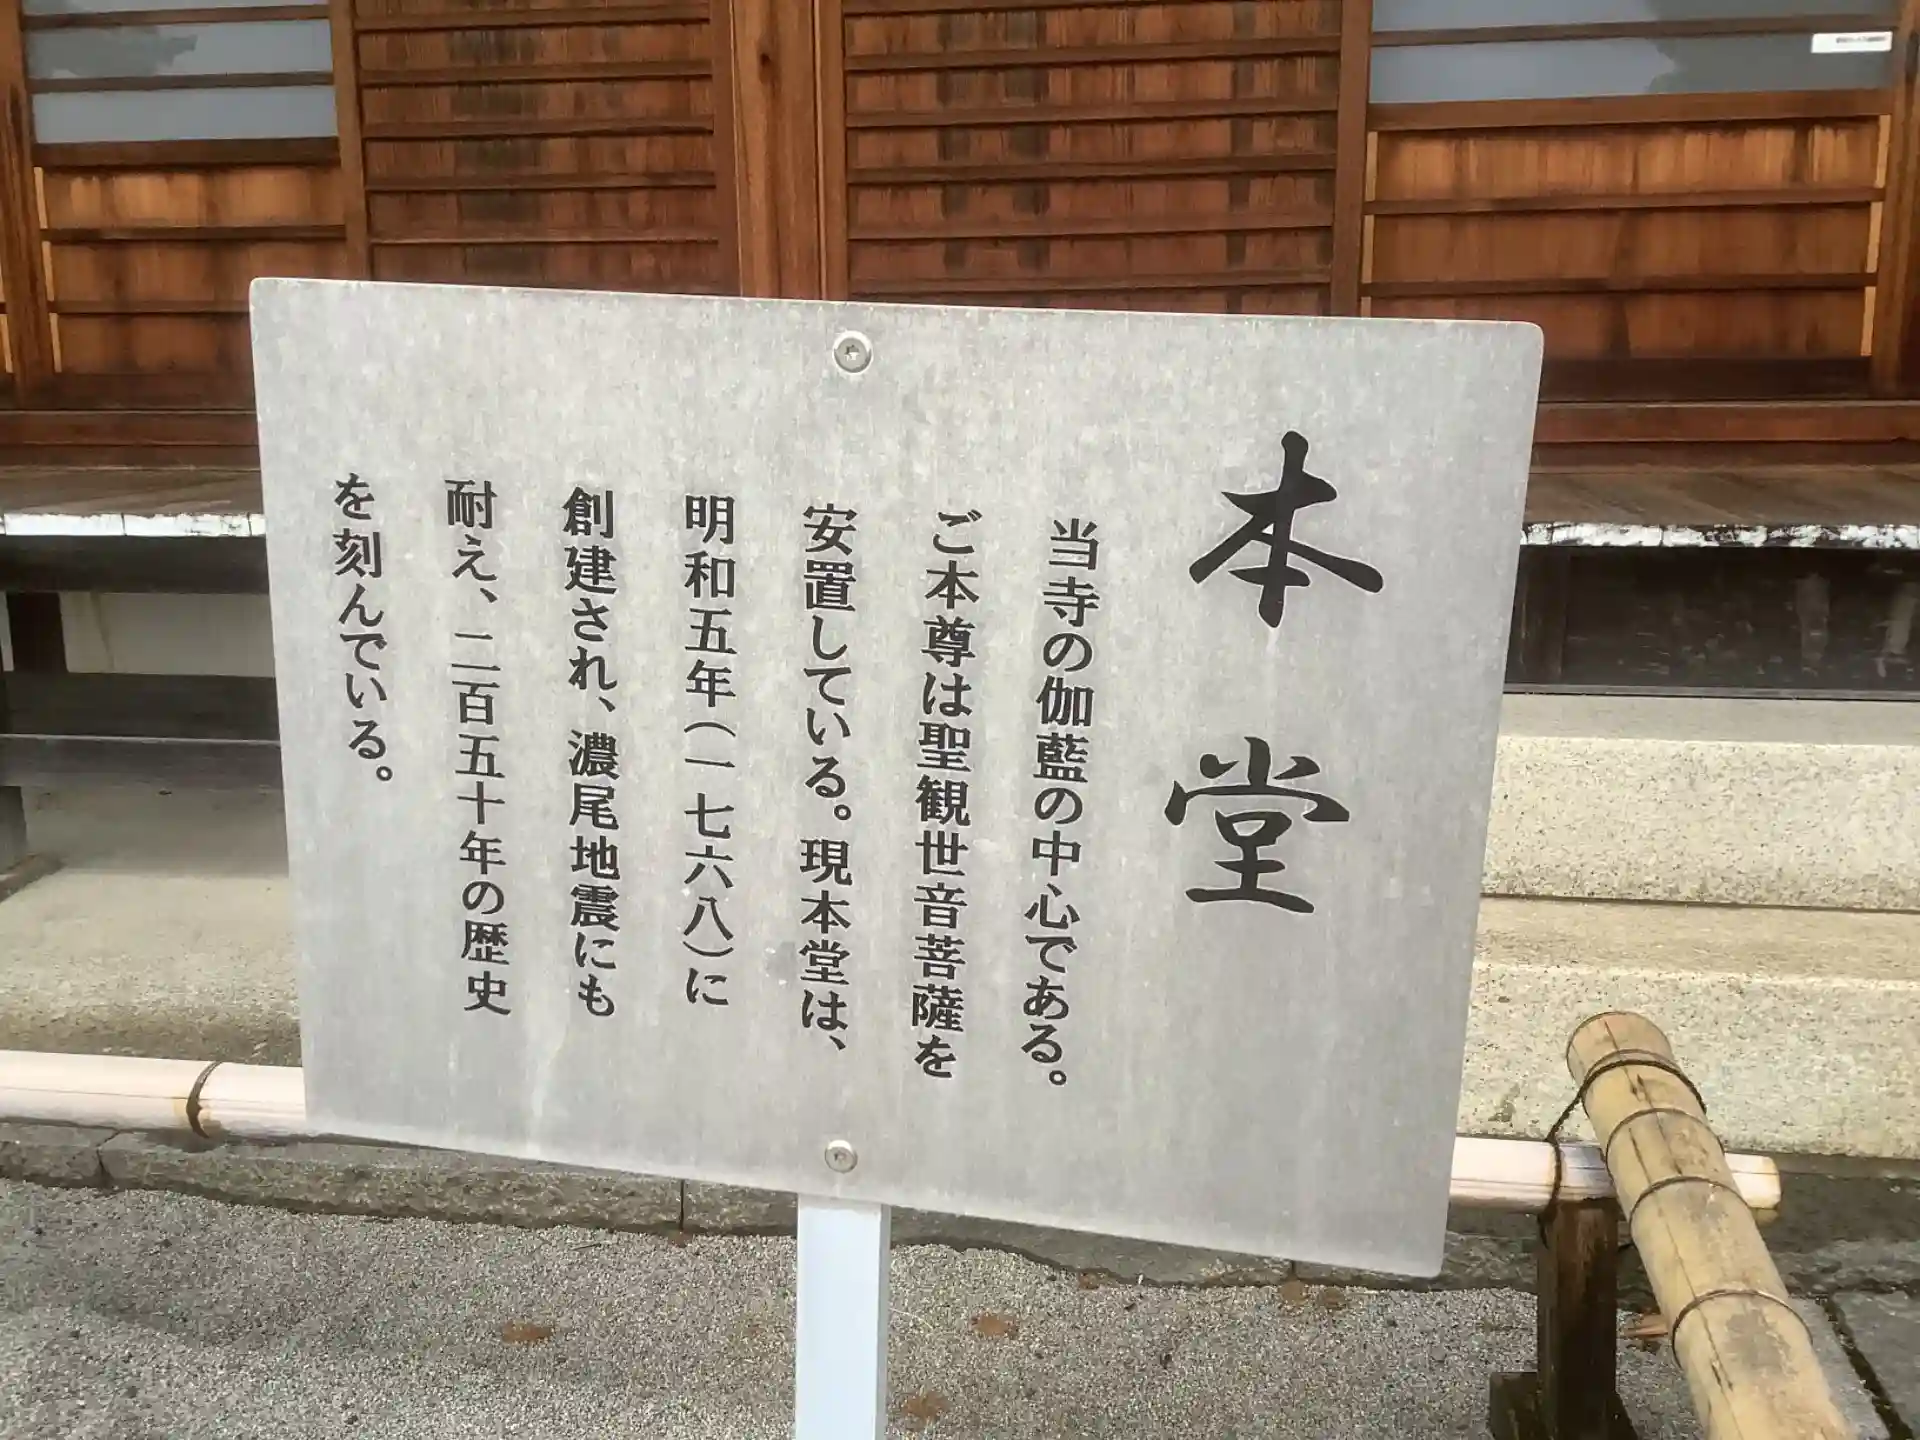 本堂
当寺の伽藍の中心である。
ご本尊は聖観世音菩薩を
安置している。現本堂は、
明和五年(一七六八)に
創建され、濃尾地震にも
耐え、二百五十年の歴史
を刻んでいる。